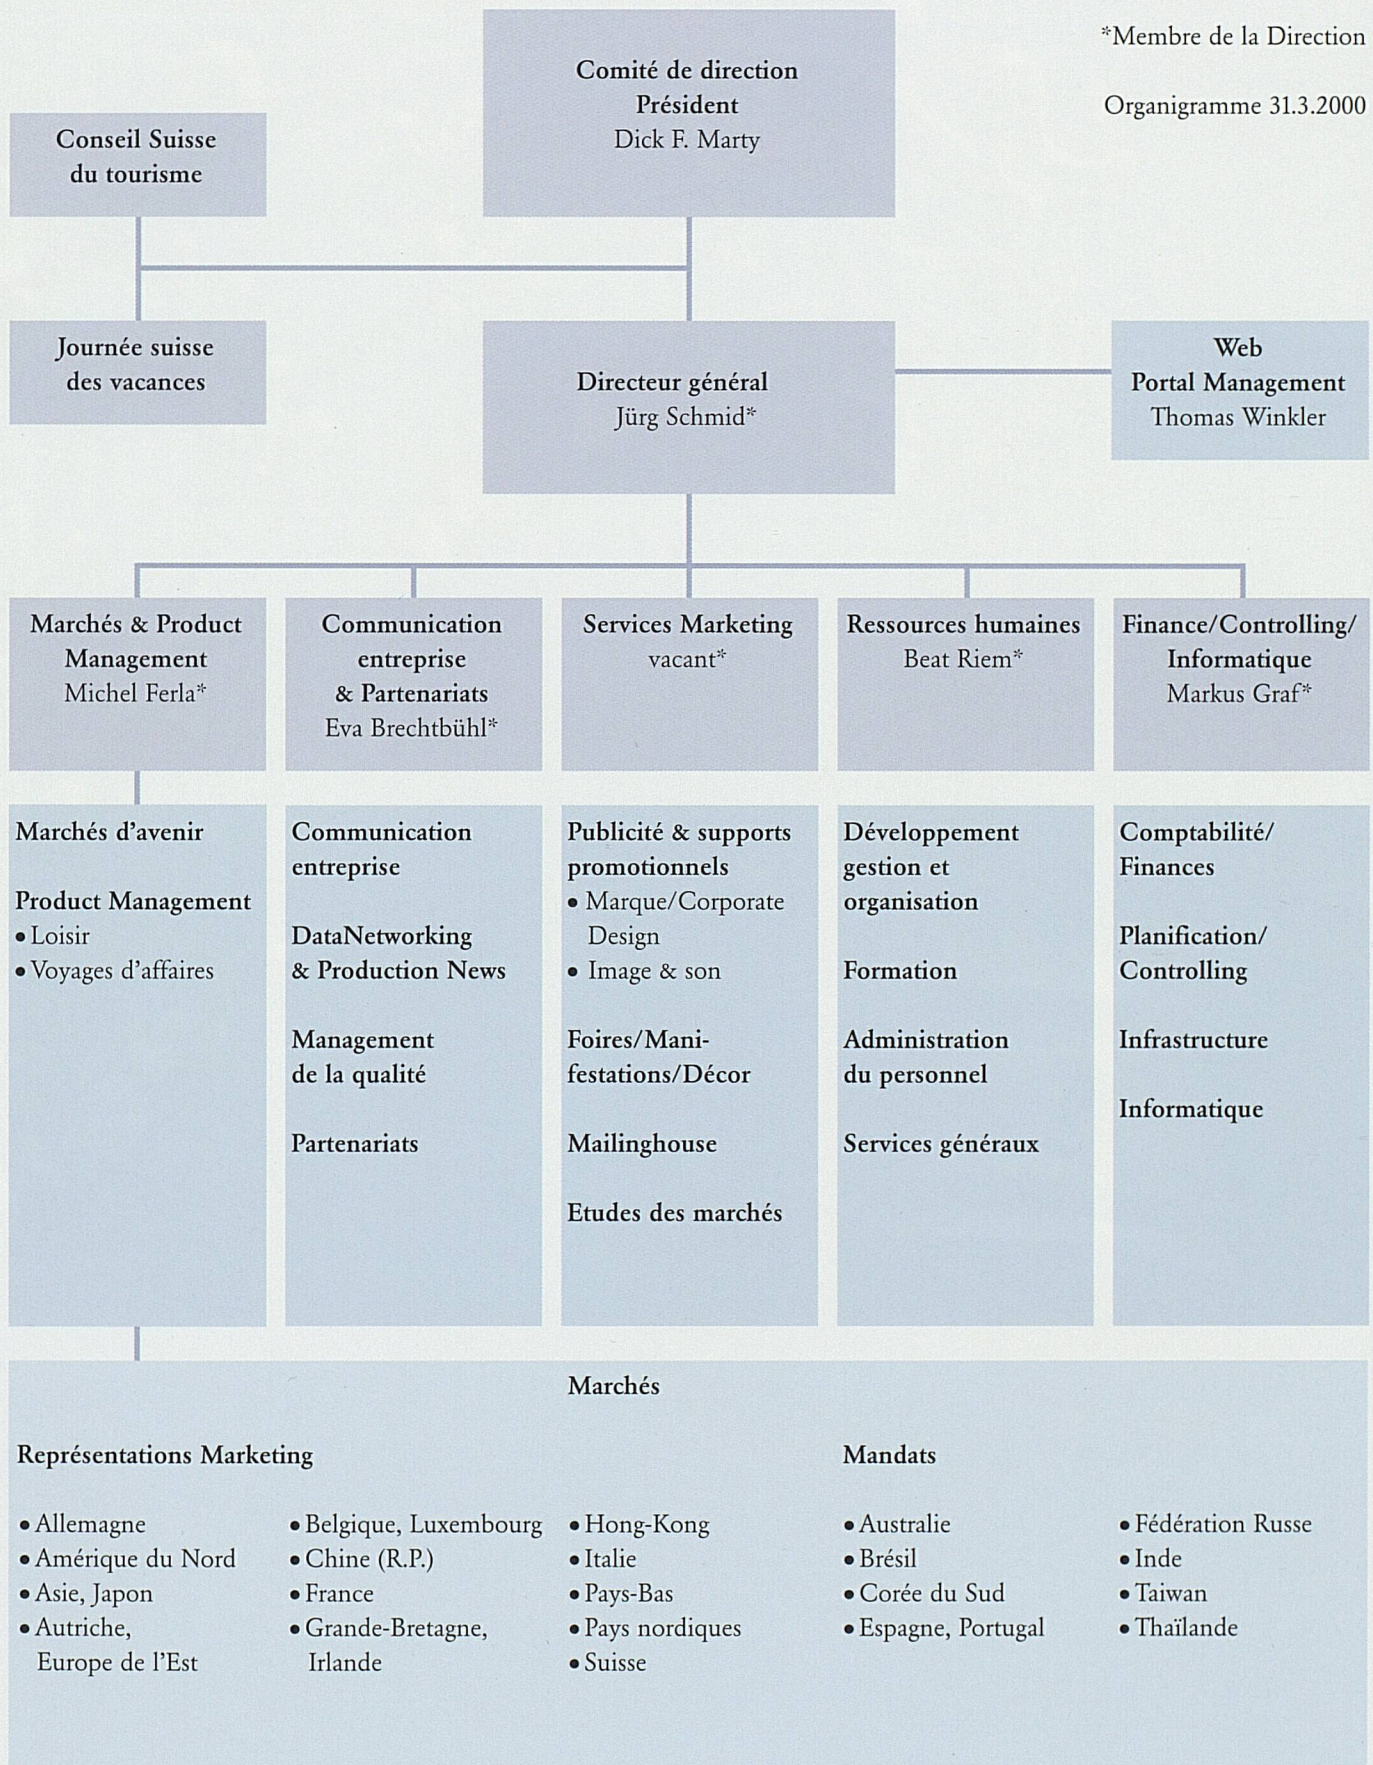 *Membre de la Direction
Organigramme 31.3.2000
Comité de direction
Président
Dick F. Marty
Conseil Suisse
du tourisme
Journée suisse
des vacances
Directeur général
Jürg Schmid*
Web
Portal Management
Thomas Winkler
Marchés & Product
Management
Michel Ferla*
Communication
entreprise
& Partenariats
Eva Brechtbühl*
Services Marketing
vacant*
Ressources humaines
Beat Riem*
Finance/Controlling/
Informatique
Markus Graf*
Marchés d'avenir
Product Management
• Loisir
• Voyages d'affaires
Communication
entreprise
DataNetworking
& Production News
Management
de la qualité
Partenariats
Publicité & supports
promotionnels
• Marque/Corporate
Design
• Image & son
Foires/Mani-
festations/Décor
Mailinghouse
Etudes des marchés
Développement
gestion et
organisation
Formation
Administration
du personnel
Services généraux
Comptabilité/
Finances
Planification/
Controlling
Infrastructure
Informatique
Marchés
Représentations Marketing
• Allemagne
• Amérique du Nord
• Asie, Japon
• Autriche,
Europe de l'Est
• Belgique, Luxembourg
• Chine (R.P.)
• France
• Grande-Bretagne,
Irlande
• Hong-Kong
• Italie
• Pays-Bas
• Pays nordiques
• Suisse
Mandats
• Australie
• Brésil
• Corée du Sud
• Espagne, Portugal
• Fédération Russe
• Inde
• Taiwan
• Thaïlande